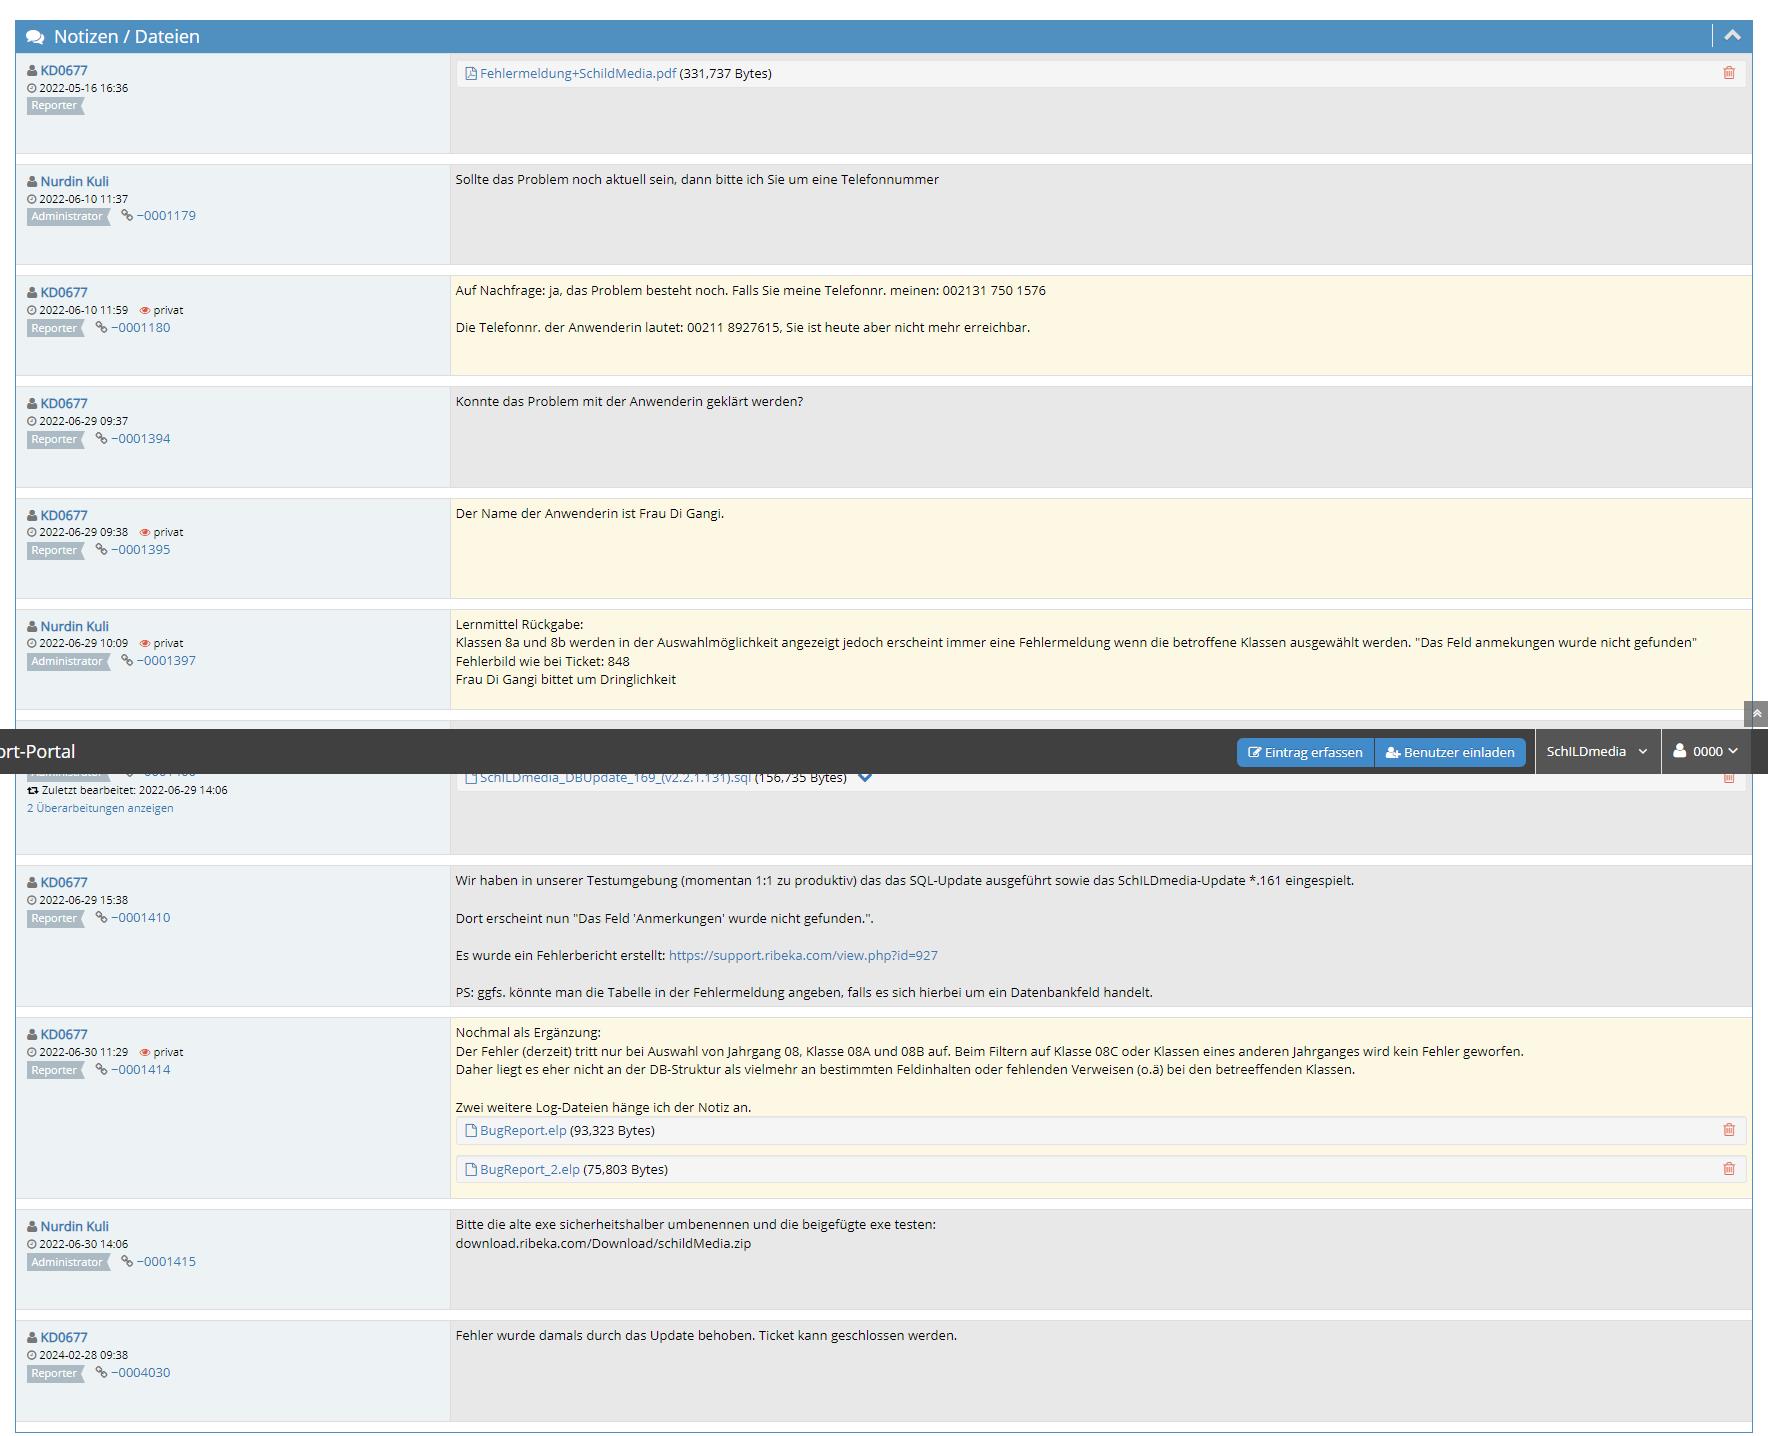 Notizen / Dateien
KD0677
2022-05-16 16:36
Reporter
Fehlermeldung+SchildMedia.pdf (331,737 Bytes)
Nurdin Kuli
2022-06-10 11:37
Administrator ~0001179
Sollte das Problem noch aktuell sein, dann bitte ich Sie um eine Telefonnummer
KD0677
2022-06-10 11:59 privat
Reporter ~0001180
Auf Nachfrage: ja, das Problem besteht noch. Falls Sie meine Telefonnr. meinen: 002131 750 1576
Die Telefonnr. der Anwenderin lautet: 00211 8927615, Sie ist heute aber nicht mehr erreichbar.
KD0677
2022-06-29 09:37
Reporter ~0001394
Konnte das Problem mit der Anwenderin geklärt werden?
KD0677
2022-06-29 09:38 privat
Reporter ~0001395
Der Name der Anwenderin ist Frau Di Gangi.
Nurdin Kuli
2022-06-29 10:09 privat
Administrator ~0001397
Lernmittel Rückgabe:
Klassen 8a und 8b werden in der Auswahlmöglichkeit angezeigt jedoch erscheint immer eine Fehlermeldung wenn die betroffene Klassen ausgewählt werden. "Das Feld anmekungen wurde nicht gefunden"
Fehlerbild wie bei Ticket: 848
Frau Di Gangi bittet um Dringlichkeit
ort-Portal
Eintrag erfassen
Benutzer einladen
SchILDmedia
0000
SchILDmedia_DBUpdate_169_(v2.2.1.131).sql (156,735 Bytes)
Zuletzt bearbeitet: 2022-06-29 14:06
2 Überarbeitungen anzeigen
KD0677
2022-06-29 15:38
Reporter ~0001410
Wir haben in unserer Testumgebung (momentan 1:1 zu produktiv) das das SQL-Update ausgeführt sowie das SchILDmedia-Update *.161 eingespielt.
Dort erscheint nun "Das Feld 'Anmerkungen' wurde nicht gefunden.".
Es wurde ein Fehlerbericht erstellt: https://support.ribeka.com/view.php?id=927
PS: ggfs. könnte man die Tabelle in der Fehlermeldung angeben, falls es sich hierbei um ein Datenbankfeld handelt.
KD0677
2022-06-30 11:29 privat
Reporter ~0001414
Nochmal als Ergänzung:
Der Fehler (derzeit) tritt nur bei Auswahl von Jahrgang 08, Klasse 08A und 08B auf. Beim Filtern auf Klasse 08C oder Klassen eines anderen Jahrganges wird kein Fehler geworfen.
Daher liegt es eher nicht an der DB-Struktur als vielmehr an bestimmten Feldinhalten oder fehlenden Verweisen (o.ä) bei den betreeffenden Klassen.
Zwei weitere Log-Dateien hänge ich der Notiz an.
BugReport.elp (93,323 Bytes)
BugReport_2.elp (75,803 Bytes)
Nurdin Kuli
2022-06-30 14:06
Administrator ~0001415
Bitte die alte exe sicherheitshalber umbenennen und die beigefügte exe testen:
download.ribeka.com/Download/schildMedia.zip
KD0677
2024-02-28 09:38
Reporter ~0004030
Fehler wurde damals durch das Update behoben. Ticket kann geschlossen werden.